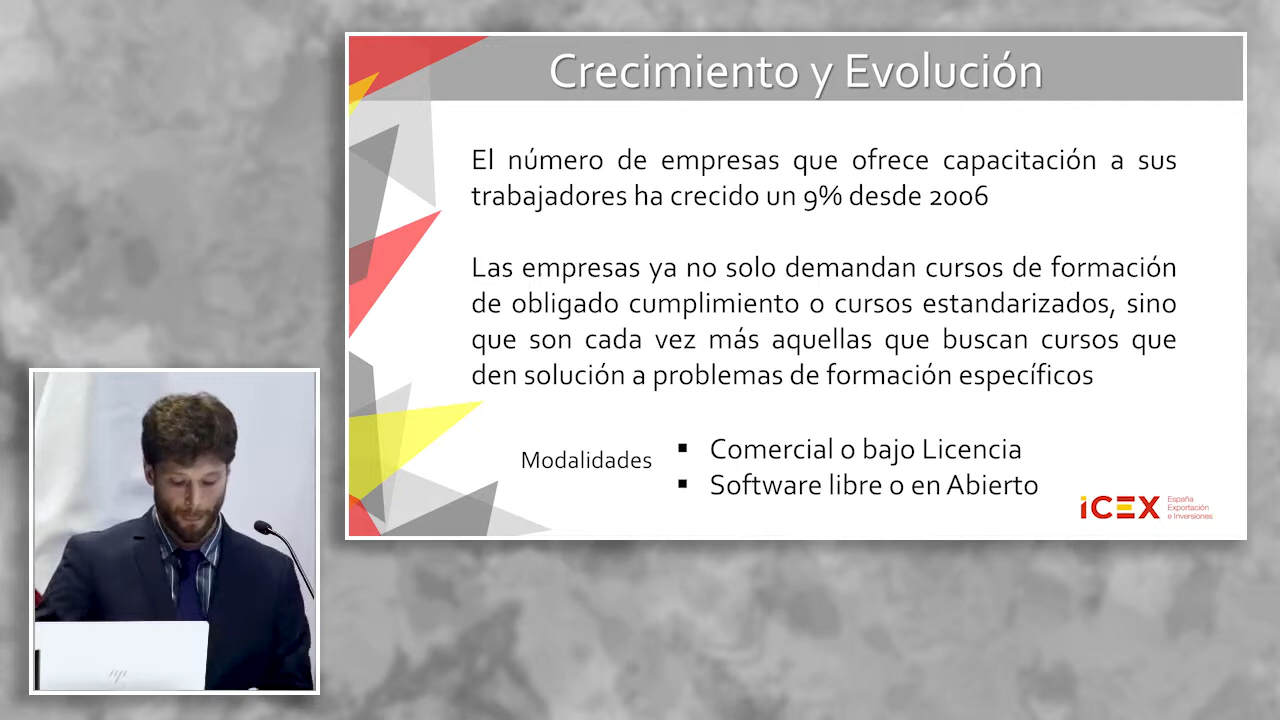 Crecimiento y Evolución
El número de empresas que ofrece capacitación a sus
trabajadores ha crecido un 9% desde 2006
Las empresas ya no solo demandan cursos de formación
de obligado cumplimiento o cursos estandarizados, sino
que son cada vez más aquellas que buscan cursos que
den solución a problemas de formación específicos
Modalidades
▪ Comercial o bajo Licencia
▪ Software libre o en Abierto
iCEX
España
Exportación
e Inversiones
hp